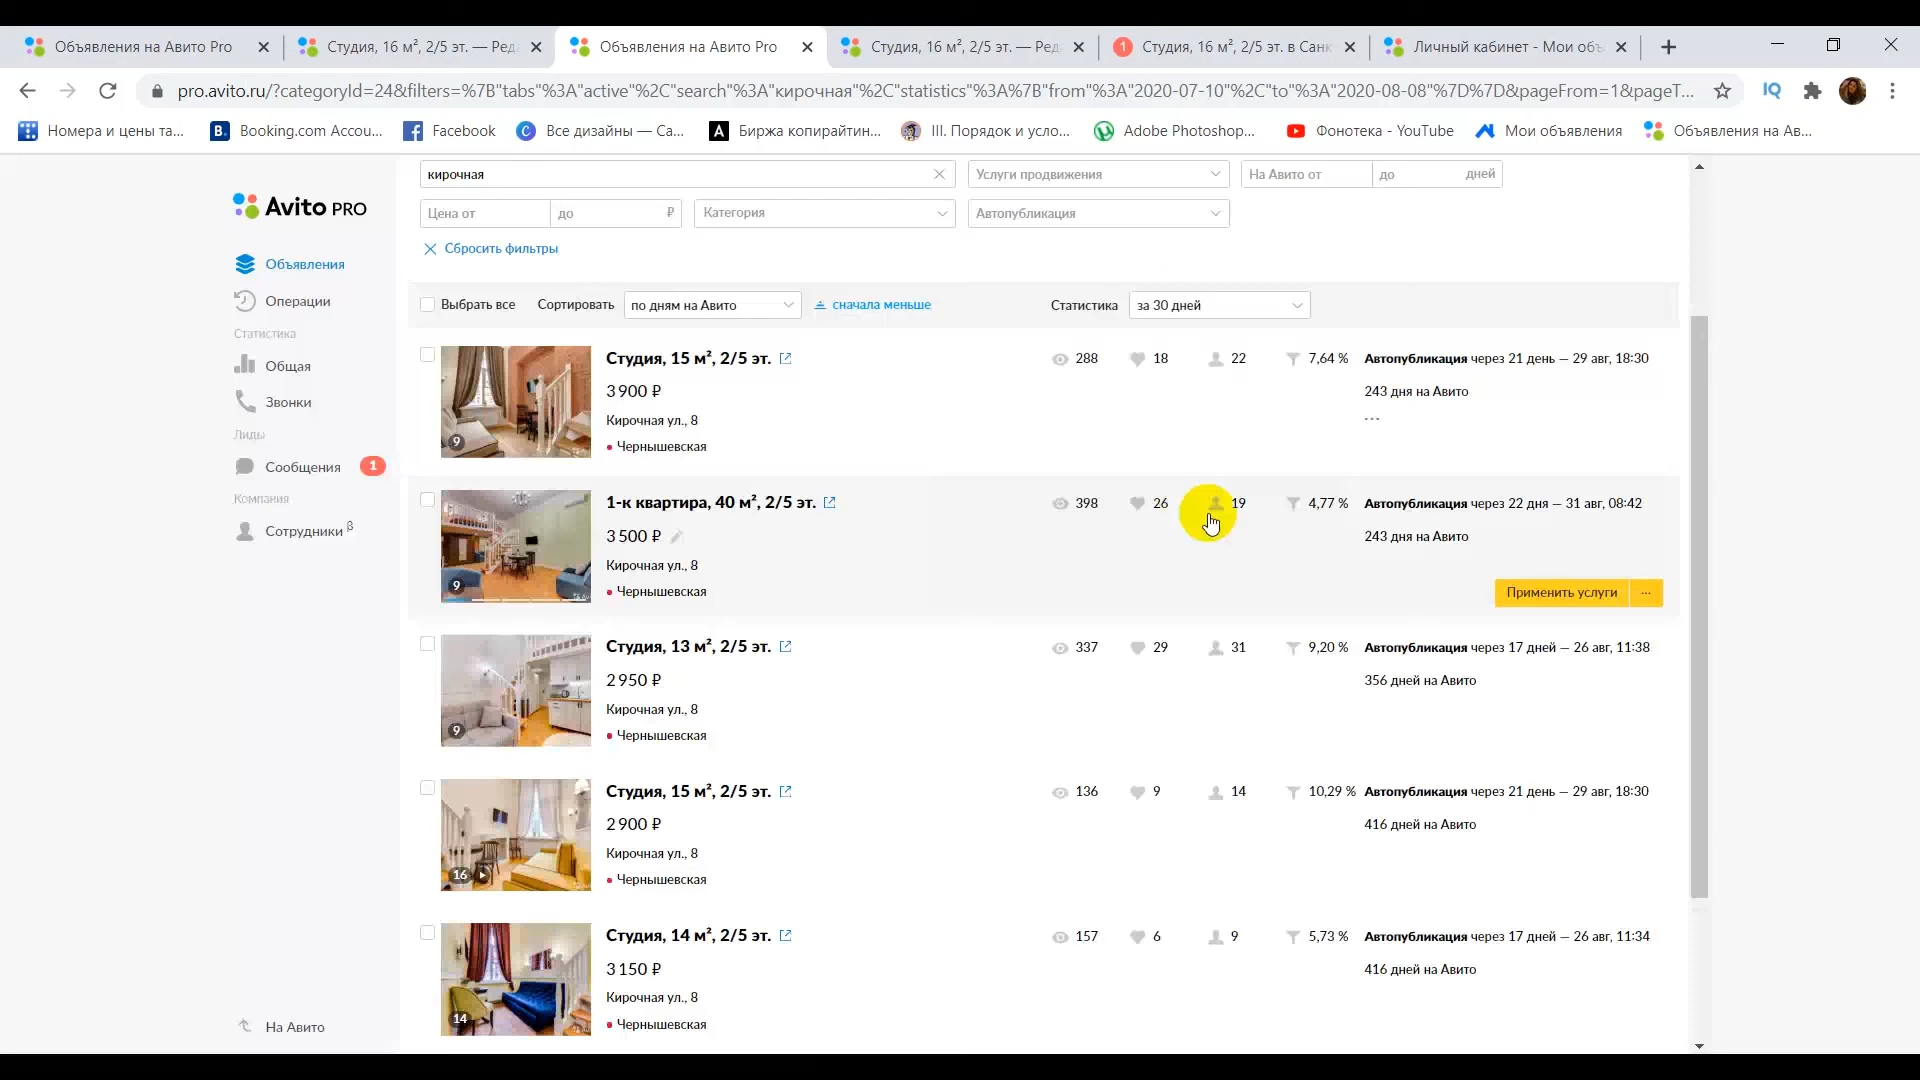 Объявления на Авито Pro
Студия, 16 м², 2/5 эт. — Ред
Объявления на Авито Pro
Студия, 16 м², 2/5 эт. — Ред
1 Студия, 16 м², 2/5 эт. в Санк
Личный кабинет - Мои объ
pro.avito.ru/?categoryId=24&filters=%7B"tabs"%3A"active"%2C"search"%3A"кирочная"%2C"statistics"%3A%7B"from"%3A"2020-07-10"%2C"to"%3A"2020-08-08"%7D%7D&pageFrom=1&pageT...
IQ
Номера и цены та...
B. Booking.com Accou...
Facebook
C Все дизайны — Ca...
A Биржа копирайтин...
III. Порядок и усло...
Adobe Photoshop...
Фонотека - YouTube
Мои объявления
Объявления на Ав...
Avito PRO
Объявления
Операции
Статистика
Общая
Звонки
Лиды
Сообщения 1
Компания
Сотрудники β
На Авито
кирочная
Услуги продвижения
На Авито от
до дней
Цена от
до ₽
Категория
Автопубликация
Сбросить фильтры
Выбрать все
Сортировать по дням на Авито
сначала меньше
Статистика за 30 дней
9
Студия, 15 м², 2/5 эт.
3 900 ₽
Кирочная ул., 8
Чернышевская
288 18 22 7,64 %
Автопубликация через 21 день — 29 авг, 18:30
243 дня на Авито
...
9
1-к квартира, 40 м², 2/5 эт.
3 500 ₽
Кирочная ул., 8
Чернышевская
398 26 19 4,77 %
Автопубликация через 22 дня — 31 авг, 08:42
243 дня на Авито
Применить услуги ...
9
Студия, 13 м², 2/5 эт.
2 950 ₽
Кирочная ул., 8
Чернышевская
337 29 31 9,20 %
Автопубликация через 17 дней — 26 авг, 11:38
356 дней на Авито
16
Студия, 15 м², 2/5 эт.
2 900 ₽
Кирочная ул., 8
Чернышевская
136 9 14 10,29 %
Автопубликация через 21 день — 29 авг, 18:30
416 дней на Авито
14
Студия, 14 м², 2/5 эт.
3 150 ₽
Кирочная ул., 8
Чернышевская
157 6 9 5,73 %
Автопубликация через 17 дней — 26 авг, 11:34
416 дней на Авито